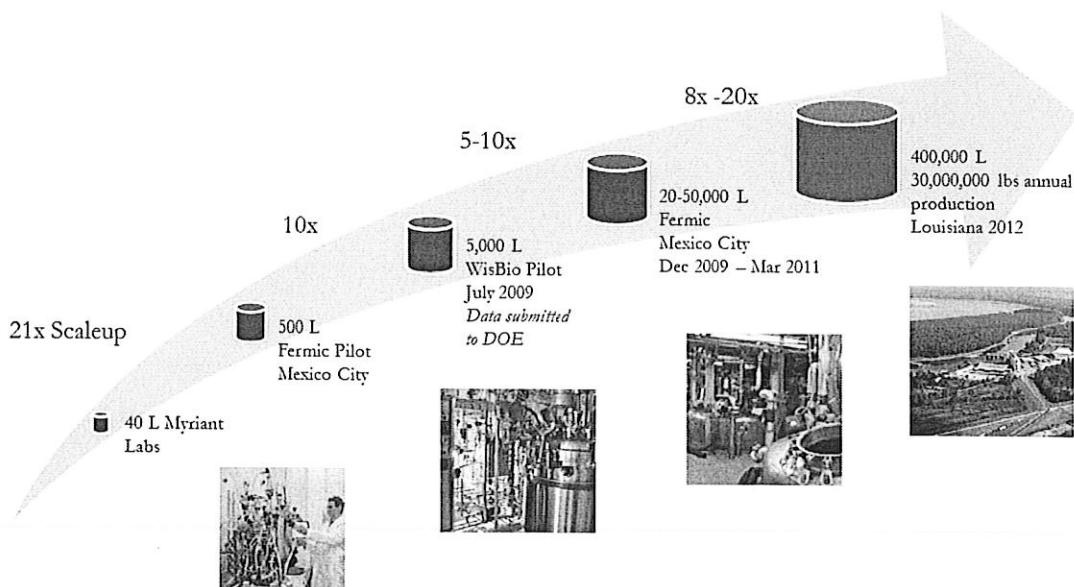 8x -20x
5-10x
400,000 L
30,000,000 lbs annual
production
Louisiana 2012
20-50,000 L
Fermic
Mexico City
Dec 2009 – Mar 2011
10x
5,000 L
WisBio Pilot
July 2009
Data submitted
to DOE
21x Scaleup
500 L
Fermic Pilot
Mexico City
40 L Myriant
Labs